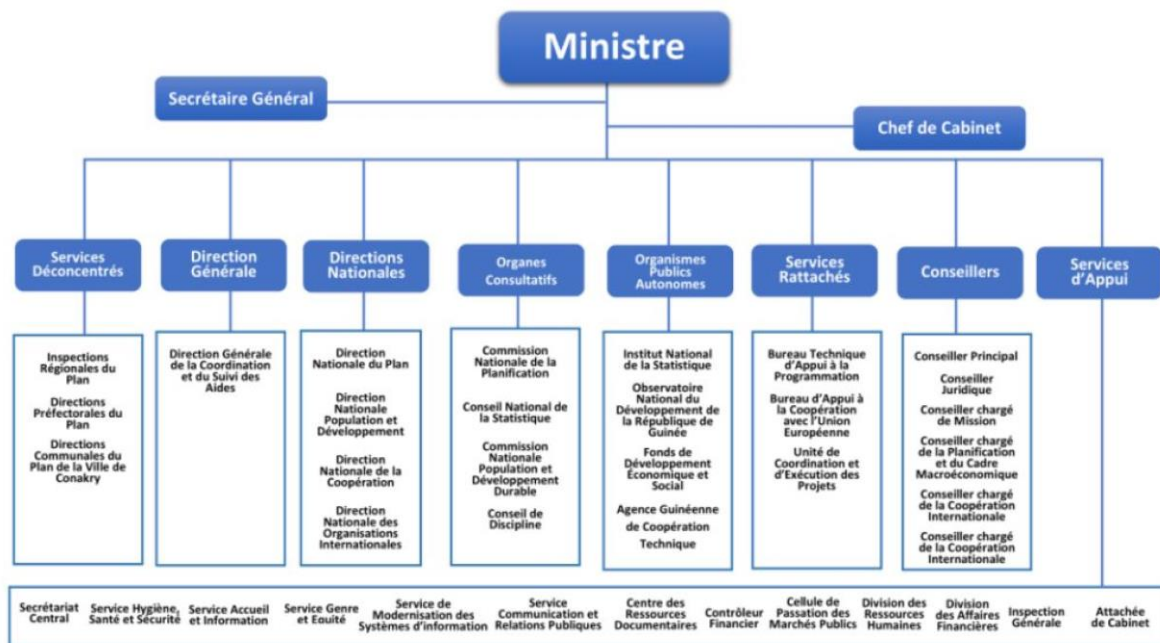 Ministre
Secrétaire Général
Chef de Cabinet
Services
Déconcentrés
Direction
Générale
Directions
Nationales
Organes
Consultatifs
Organismes
Publics
Autonomes
Services
Rattachés
Conseillers
Services
d'Appui
Inspections
Régionales du
Plan
Directions
Préfectorales du
Plan
Directions
Communales du
Plan de la Ville de
Conakry
Direction Générale
de la Coordination
et du Suivi des
Aides
Direction
Nationale du Plan
Direction
Nationale
Population et
Développement
Direction
Nationale de la
Coopération
Direction
Nationale des
Organisations
Internationales
Commission
Nationale de la
Planification
Conseil National de
la Statistique
Commission
Nationale
Population et
Développement
Durable
Conseil de
Discipline
Institut National
de la Statistique
Observatoire
National du
Développement de
la République de
Guinée
Fonds de
Développement
Économique et
Social
Agence Guinéenne
de Coopération
Technique
Bureau Technique
d'Appui à la
Programmation
Bureau d'Appui à
la Coopération
avec l'Union
Européenne
Unité de
Coordination et
d'Exécution des
Projets
Conseiller Principal
Conseiller
Juridique
Conseiller chargé
de Mission
Conseiller chargé
de la Planification
et du Cadre
Macroéconomique
Conseiller chargé
de la Coopération
Internationale
Conseiller chargé
de la Coopération
Internationale
Secrétariat
Central
Service Hygiène,
Santé et Sécurité
Service Accueil
et Information
Service Genre
et Equité
Service de
Modernisation des
Systèmes d'information
Service
Communication et
Relations Publiques
Centre des
Ressources
Documentaires
Contrôleur
Financier
Cellule de
Passation des
Marchés Publics
Division des
Ressources
Humaines
Division
des Affaires
Financières
Inspection
Générale
Attachée
de Cabinet